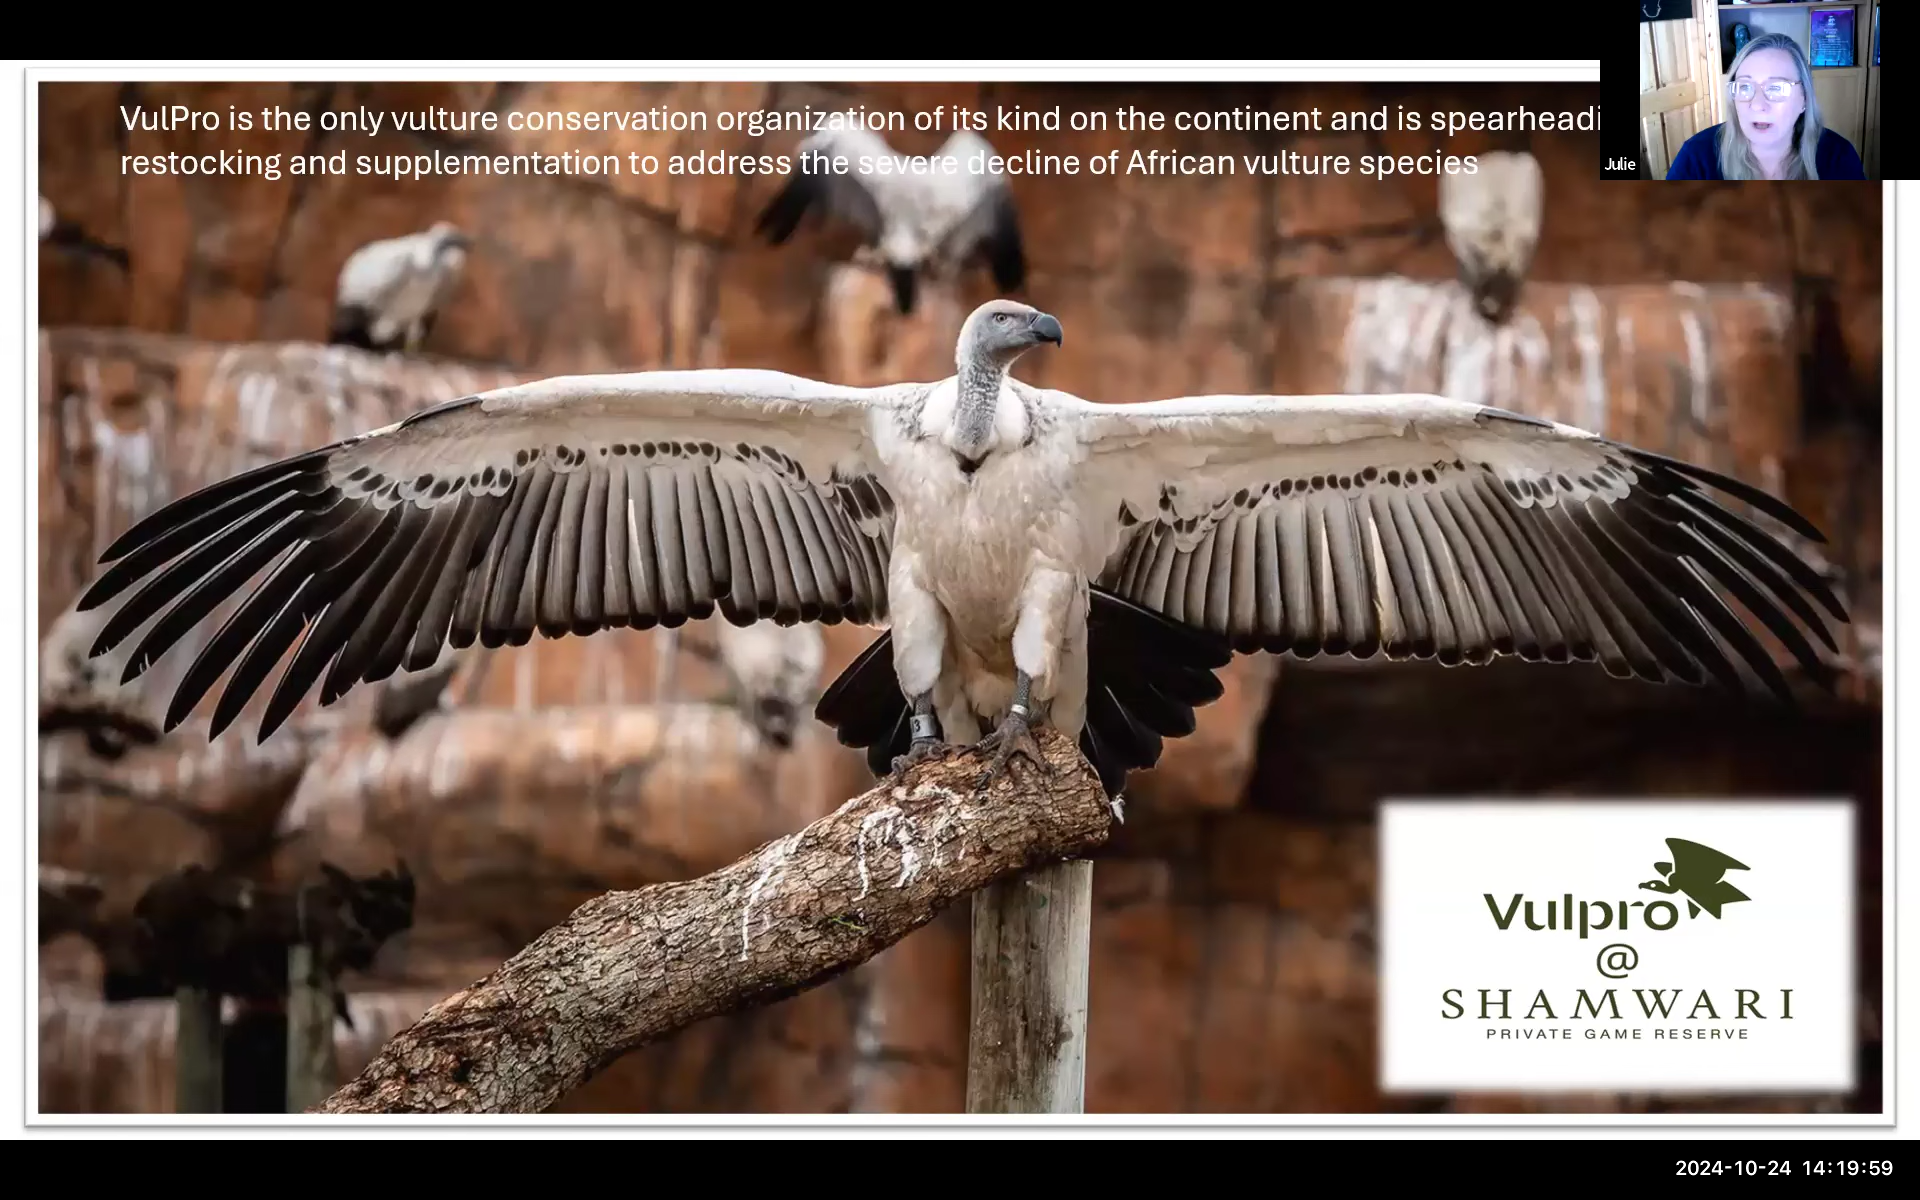 VulPro is the only vulture conservation organization of its kind on the continent and is spearheadi
restocking and supplementation to address the severe decline of African vulture species
Julie
3
Vulpro
@
SHAMWARI
PRIVATE GAME RESERVE
2024-10-24 14:19:59